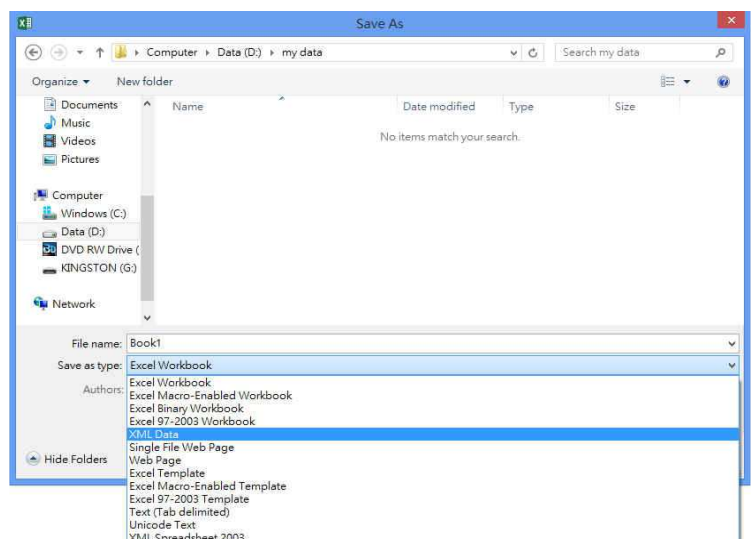 Save As
Computer ▸ Data (D:) ▸ my data
Search my data
Organize
New folder
Name
Date modified
Type
Size
No items match your search.
Documents
Music
Videos
Pictures
Computer
Windows (C:)
Data (D:)
DVD RW Drive (
KINGSTON (G:)
Network
File name: Book1
Save as type: Excel Workbook
Authors:
Excel Workbook
Excel Macro-Enabled Workbook
Excel Binary Workbook
Excel 97-2003 Workbook
XML Data
Single File Web Page
Web Page
Excel Template
Excel Macro-Enabled Template
Excel 97-2003 Template
Text (Tab delimited)
Unicode Text
XML Spreadsheet 2003
Hide Folders